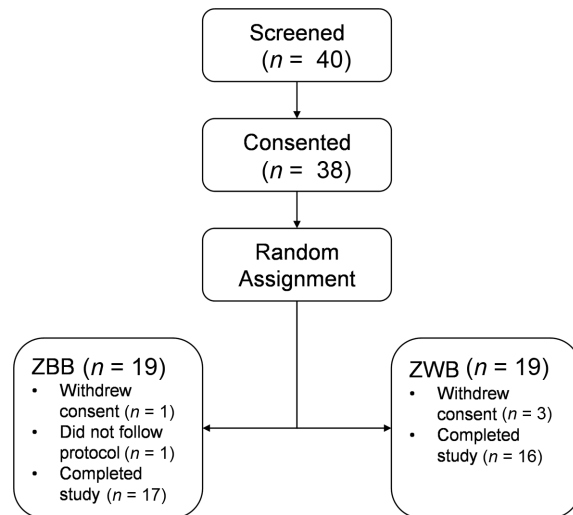 Screened
(n = 40)
Consented
(n = 38)
Random
Assignment
ZBB (n = 19)
• Withdrew
consent (n = 1)
• Did not follow
protocol (n = 1)
• Completed
study (n = 17)
ZWB (n = 19)
• Withdrew
consent (n = 3)
• Completed
study (n = 16)